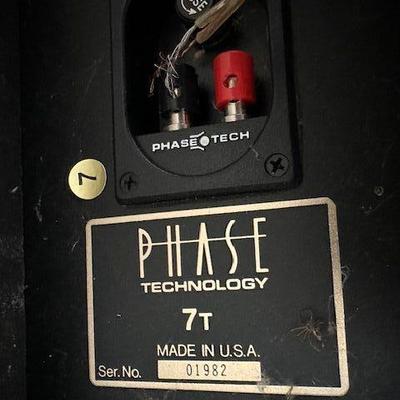 PHASE TECH
7
PHASE
TECHNOLOGY
7T
MADE IN U.S.A.
Ser. No. 01982